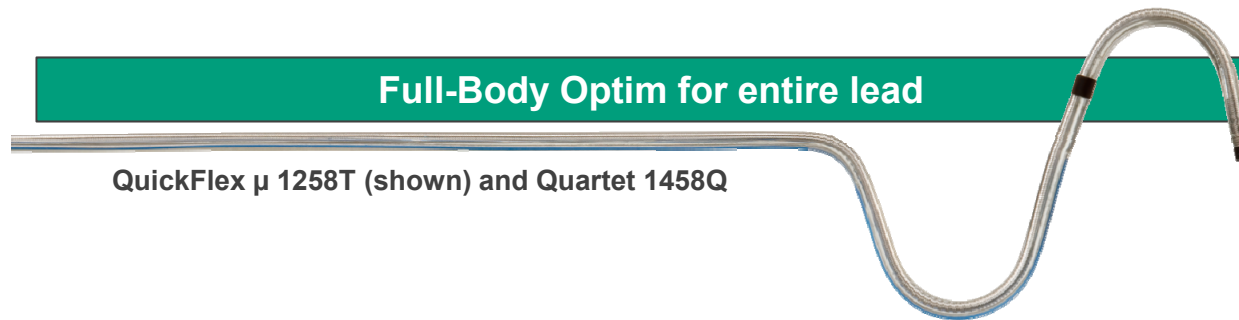 Full-Body Optim for entire lead
QuickFlex µ 1258T (shown) and Quartet 1458Q